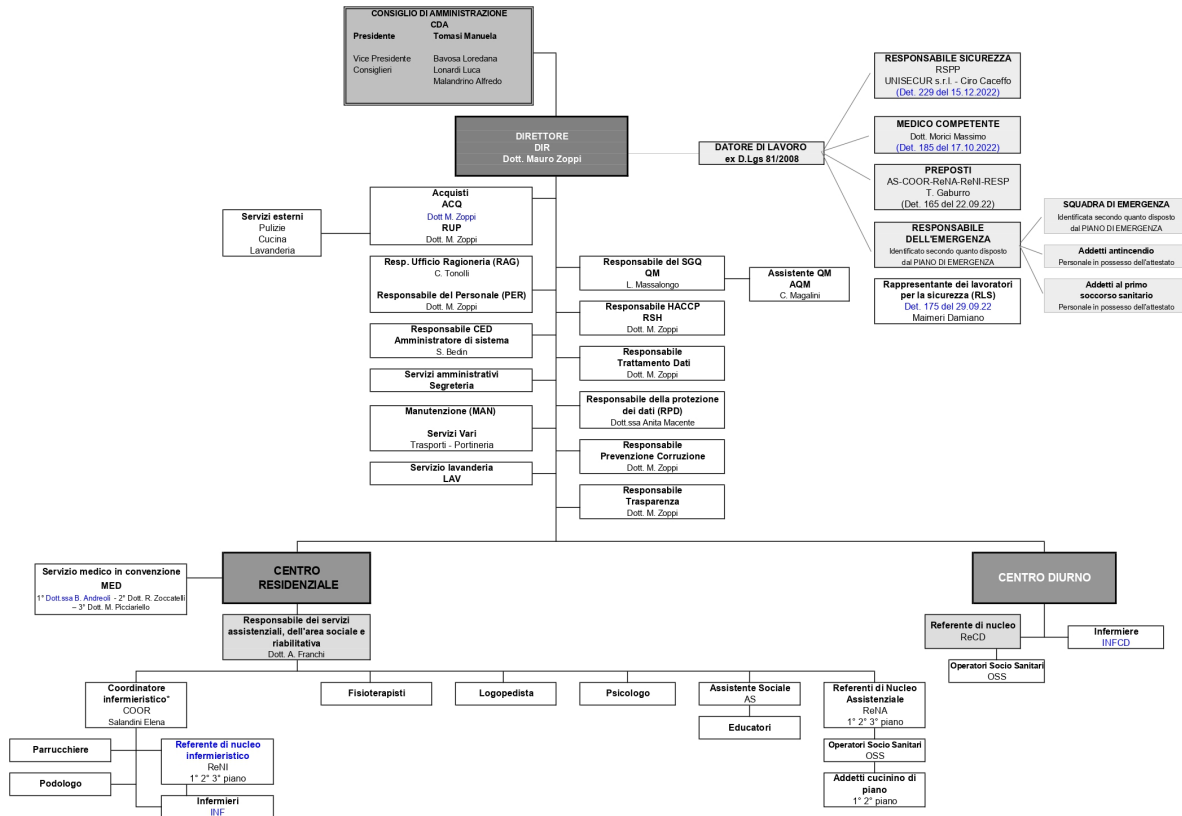 CONSIGLIO DI AMMINISTRAZIONE
CDA
Presidente Tomasi Manuela
Vice Presidente Bavosa Loredana
Consiglieri Lonardi Luca
Malandrino Alfredo
DIRETTORE
DIR
Dott. Mauro Zoppi
DATORE DI LAVORO
ex D.Lgs 81/2008
RESPONSABILE SICUREZZA
RSPP
UNISECUR s.r.l. - Ciro Caceffo
(Det. 229 del 15.12.2022)
MEDICO COMPETENTE
Dott. Morici Massimo
(Det. 185 del 17.10.2022)
PREPOSTI
AS-COOR-ReNA-ReNI-RESP
T. Gaburro
(Det. 165 del 22.09.22)
RESPONSABILE
DELL'EMERGENZA
Identificato secondo quanto disposto
dal PIANO DI EMERGENZA
Rappresentante dei lavoratori
per la sicurezza (RLS)
Det. 175 del 29.09.22
Maimeri Damiano
SQUADRA DI EMERGENZA
Identificata secondo quanto disposto
dal PIANO DI EMERGENZA
Addetti antincendio
Personale in possesso dell'attestato
Addetti al primo
soccorso sanitario
Personale in possesso dell'attestato
Servizi esterni
Pulizie
Cucina
Lavanderia
Acquisti
ACQ
Dott M. Zoppi
RUP
Dott. M. Zoppi
Resp. Ufficio Ragioneria (RAG)
C. Tonolli
Responsabile del Personale (PER)
Dott. M. Zoppi
Responsabile CED
Amministratore di sistema
S. Bedin
Servizi amministrativi
Segreteria
Manutenzione (MAN)
Servizi Vari
Trasporti - Portineria
Servizio lavanderia
LAV
Responsabile del SGQ
QM
L. Massalongo
Assistente QM
AQM
C. Magalini
Responsabile HACCP
RSH
Dott. M. Zoppi
Responsabile
Trattamento Dati
Dott. M. Zoppi
Responsabile della protezione
dei dati (RPD)
Dott.ssa Anita Macente
Responsabile
Prevenzione Corruzione
Dott. M. Zoppi
Responsabile
Trasparenza
Dott. M. Zoppi
Servizio medico in convenzione
MED
1° Dott.ssa B. Andreoli - 2° Dott. R. Zoccatelli
– 3° Dott. M. Picciariello
CENTRO
RESIDENZIALE
Responsabile dei servizi
assistenziali, dell'area sociale e
riabilitativa
Dott. A. Franchi
CENTRO DIURNO
Referente di nucleo
ReCD
Infermiere
INFCD
Operatori Socio Sanitari
OSS
Coordinatore
infermieristico*
COOR
Salandini Elena
Fisioterapisti
Logopedista
Psicologo
Assistente Sociale
AS
Educatori
Referenti di Nucleo
Assistenziale
ReNA
1° 2° 3° piano
Operatori Socio Sanitari
OSS
Addetti cucinino di
piano
1° 2° piano
Parrucchiere
Podologo
Referente di nucleo
infermieristico
ReNI
1° 2° 3° piano
Infermieri
INF